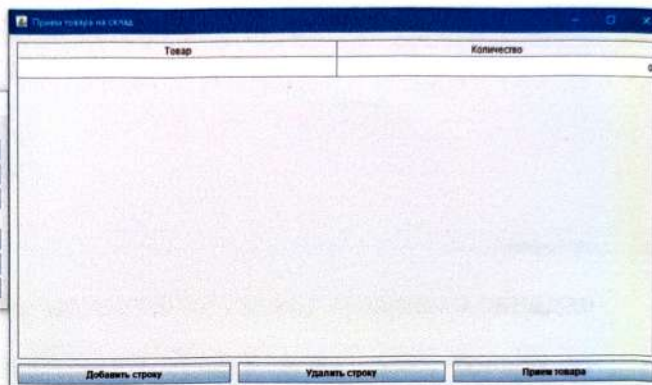 Прием товара на склад
Товар Количество
0
Добавить строку Удалить строку Прием товара